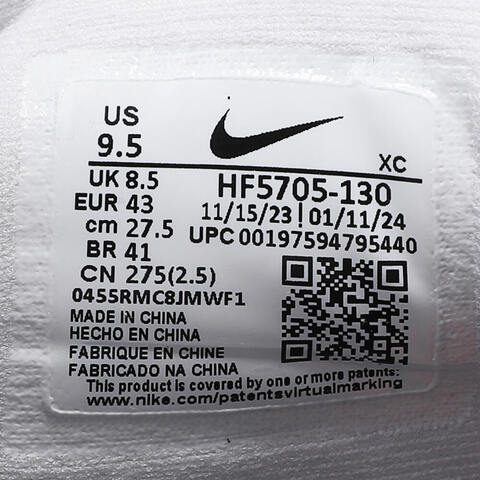 US
9.5
XC
UK 8.5
HF5705-130
EUR 43
11/15/23 | 01/11/24
cm 27.5
UPC 00197594795440
BR 41
CN 275(2.5)
0455RMC8JMWF1
MADE IN CHINA
HECHO EN CHINA
FABRIQUE EN CHINE
FABRICADO NA CHINA
This product is covered by one or more patents:
www.nike.com/patentsvirtualmarking